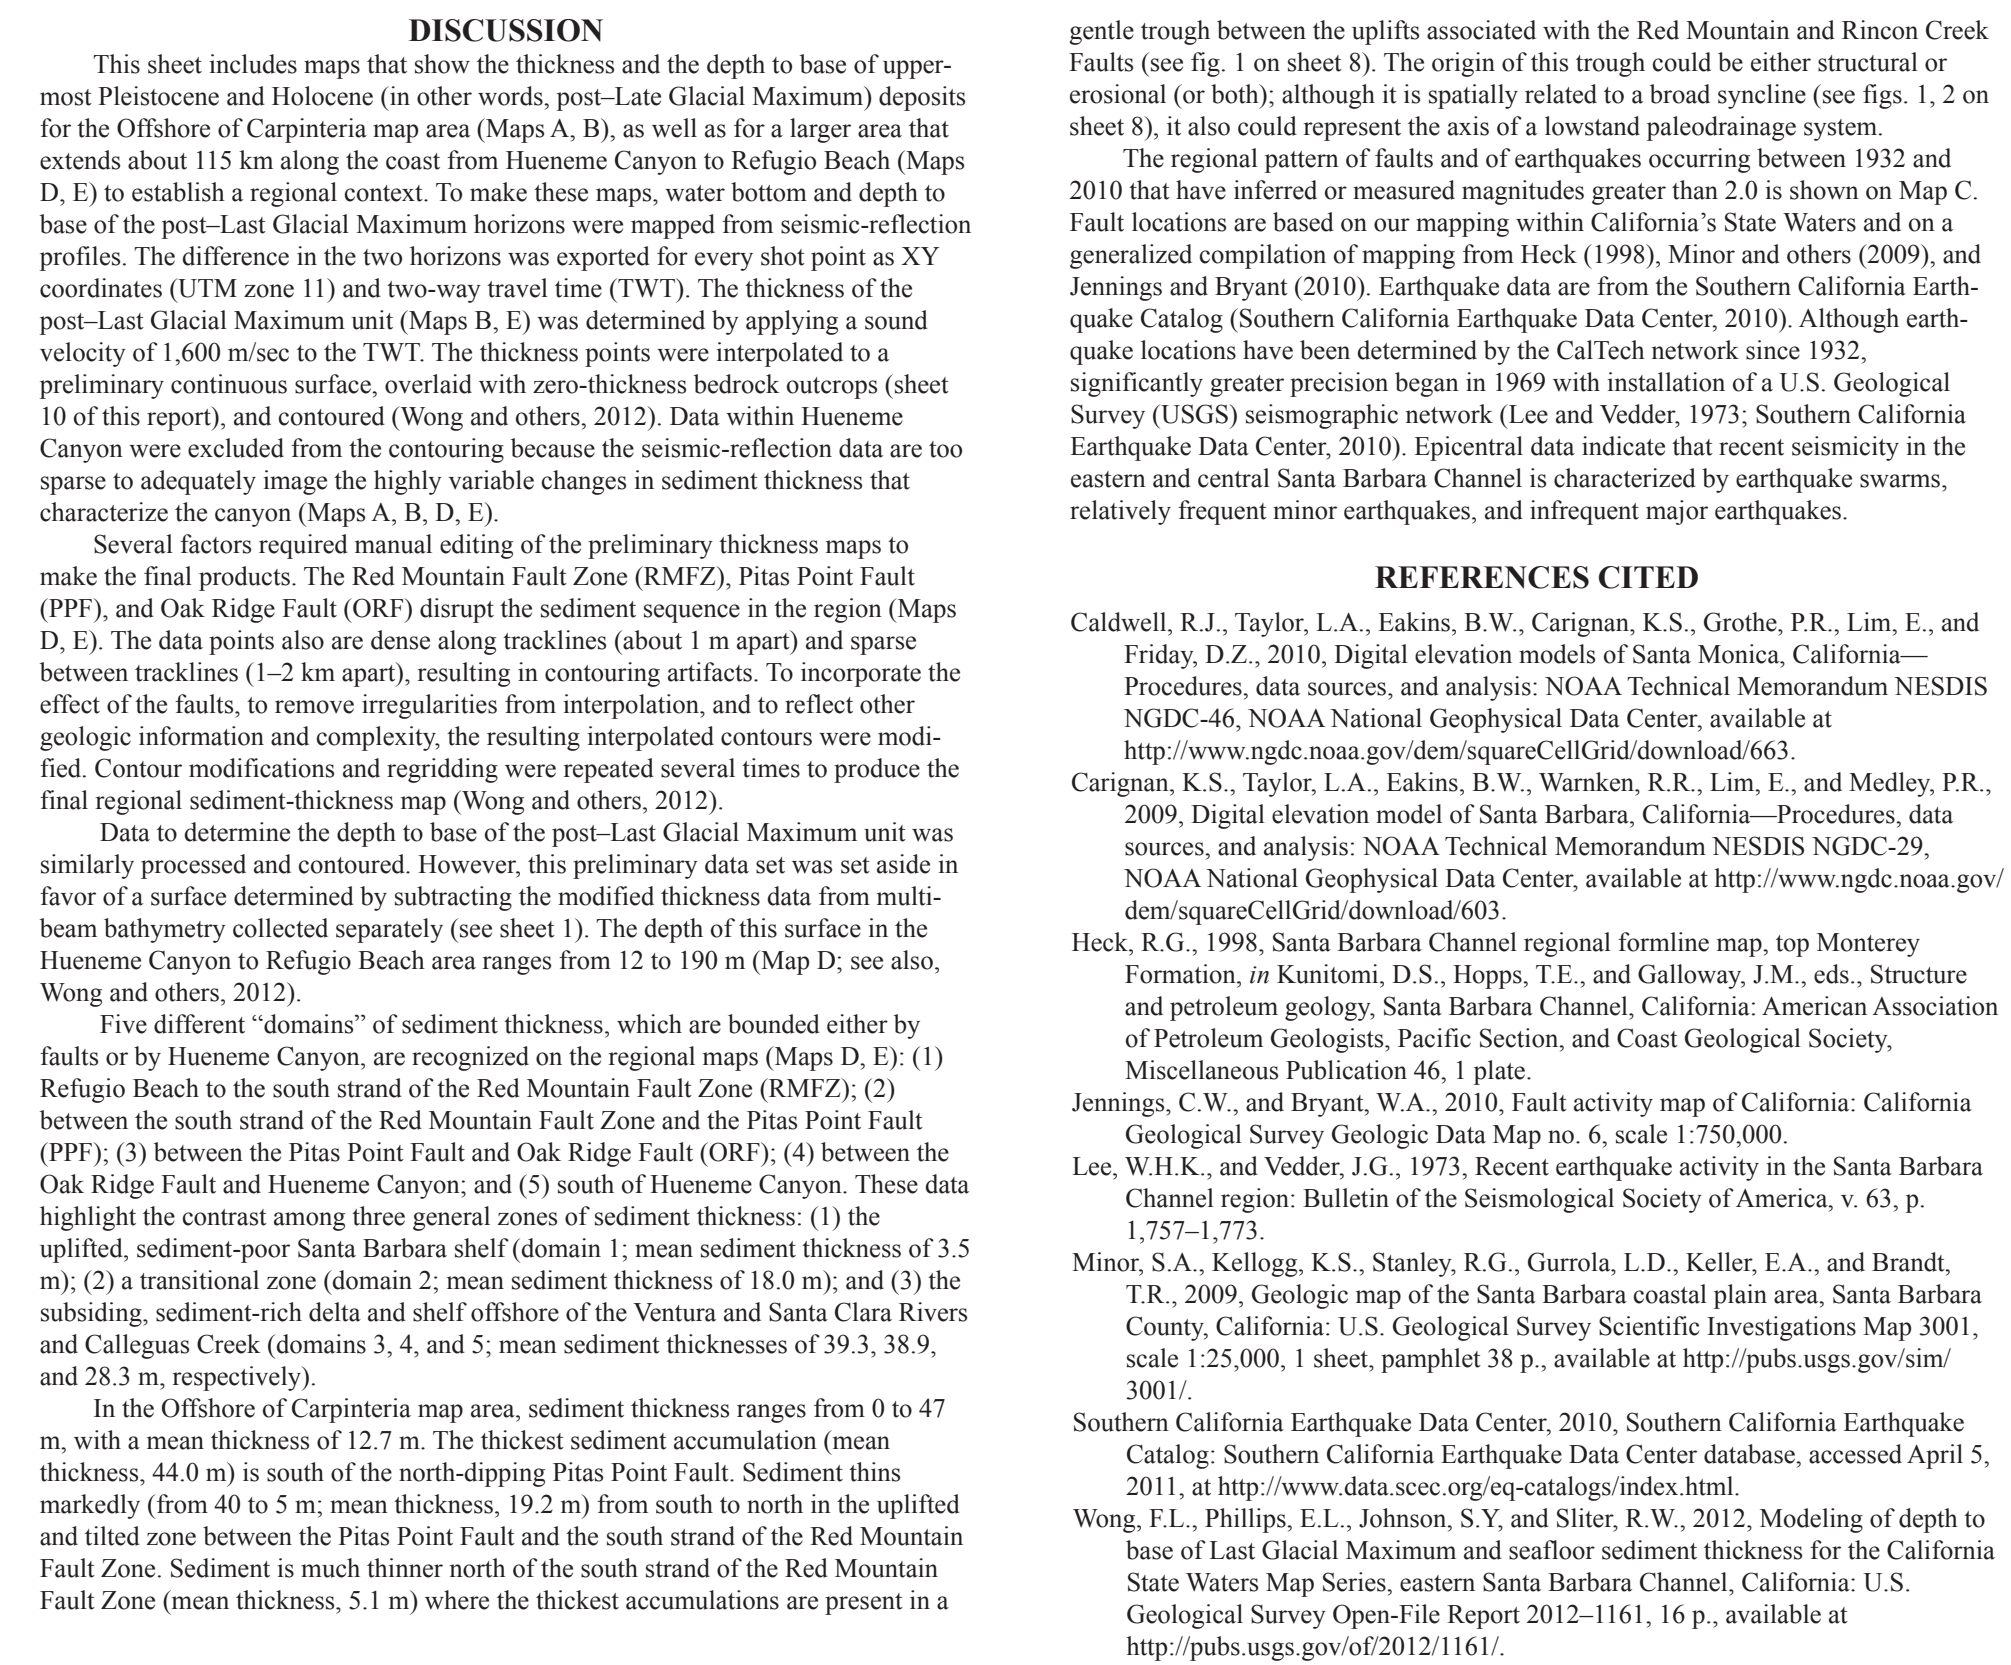 DISCUSSION
This sheet includes maps that show the thickness and the depth to base of upper-
most Pleistocene and Holocene (in other words, post–Late Glacial Maximum) deposits
for the Offshore of Carpinteria map area (Maps A, B), as well as for a larger area that
extends about 115 km along the coast from Hueneme Canyon to Refugio Beach (Maps
D, E) to establish a regional context. To make these maps, water bottom and depth to
base of the post–Last Glacial Maximum horizons were mapped from seismic-reflection
profiles. The difference in the two horizons was exported for every shot point as XY
coordinates (UTM zone 11) and two-way travel time (TWT). The thickness of the
post–Last Glacial Maximum unit (Maps B, E) was determined by applying a sound
velocity of 1,600 m/sec to the TWT. The thickness points were interpolated to a
preliminary continuous surface, overlaid with zero-thickness bedrock outcrops (sheet
10 of this report), and contoured (Wong and others, 2012). Data within Hueneme
Canyon were excluded from the contouring because the seismic-reflection data are too
sparse to adequately image the highly variable changes in sediment thickness that
characterize the canyon (Maps A, B, D, E).
Several factors required manual editing of the preliminary thickness maps to
make the final products. The Red Mountain Fault Zone (RMFZ), Pitas Point Fault
(PPF), and Oak Ridge Fault (ORF) disrupt the sediment sequence in the region (Maps
D, E). The data points also are dense along tracklines (about 1 m apart) and sparse
between tracklines (1–2 km apart), resulting in contouring artifacts. To incorporate the
effect of the faults, to remove irregularities from interpolation, and to reflect other
geologic information and complexity, the resulting interpolated contours were modi-
fied. Contour modifications and regridding were repeated several times to produce the
final regional sediment-thickness map (Wong and others, 2012).
Data to determine the depth to base of the post–Last Glacial Maximum unit was
similarly processed and contoured. However, this preliminary data set was set aside in
favor of a surface determined by subtracting the modified thickness data from multi-
beam bathymetry collected separately (see sheet 1). The depth of this surface in the
Hueneme Canyon to Refugio Beach area ranges from 12 to 190 m (Map D; see also,
Wong and others, 2012).
Five different “domains” of sediment thickness, which are bounded either by
faults or by Hueneme Canyon, are recognized on the regional maps (Maps D, E): (1)
Refugio Beach to the south strand of the Red Mountain Fault Zone (RMFZ); (2)
between the south strand of the Red Mountain Fault Zone and the Pitas Point Fault
(PPF); (3) between the Pitas Point Fault and Oak Ridge Fault (ORF); (4) between the
Oak Ridge Fault and Hueneme Canyon; and (5) south of Hueneme Canyon. These data
highlight the contrast among three general zones of sediment thickness: (1) the
uplifted, sediment-poor Santa Barbara shelf (domain 1; mean sediment thickness of 3.5
m); (2) a transitional zone (domain 2; mean sediment thickness of 18.0 m); and (3) the
subsiding, sediment-rich delta and shelf offshore of the Ventura and Santa Clara Rivers
and Calleguas Creek (domains 3, 4, and 5; mean sediment thicknesses of 39.3, 38.9,
and 28.3 m, respectively).
In the Offshore of Carpinteria map area, sediment thickness ranges from 0 to 47
m, with a mean thickness of 12.7 m. The thickest sediment accumulation (mean
thickness, 44.0 m) is south of the north-dipping Pitas Point Fault. Sediment thins
markedly (from 40 to 5 m; mean thickness, 19.2 m) from south to north in the uplifted
and tilted zone between the Pitas Point Fault and the south strand of the Red Mountain
Fault Zone. Sediment is much thinner north of the south strand of the Red Mountain
Fault Zone (mean thickness, 5.1 m) where the thickest accumulations are present in a
gentle trough between the uplifts associated with the Red Mountain and Rincon Creek
Faults (see fig. 1 on sheet 8). The origin of this trough could be either structural or
erosional (or both); although it is spatially related to a broad syncline (see figs. 1, 2 on
sheet 8), it also could represent the axis of a lowstand paleodrainage system.
The regional pattern of faults and of earthquakes occurring between 1932 and
2010 that have inferred or measured magnitudes greater than 2.0 is shown on Map C.
Fault locations are based on our mapping within California’s State Waters and on a
generalized compilation of mapping from Heck (1998), Minor and others (2009), and
Jennings and Bryant (2010). Earthquake data are from the Southern California Earth-
quake Catalog (Southern California Earthquake Data Center, 2010). Although earth-
quake locations have been determined by the CalTech network since 1932,
significantly greater precision began in 1969 with installation of a U.S. Geological
Survey (USGS) seismographic network (Lee and Vedder, 1973; Southern California
Earthquake Data Center, 2010). Epicentral data indicate that recent seismicity in the
eastern and central Santa Barbara Channel is characterized by earthquake swarms,
relatively frequent minor earthquakes, and infrequent major earthquakes.
REFERENCES CITED
Caldwell, R.J., Taylor, L.A., Eakins, B.W., Carignan, K.S., Grothe, P.R., Lim, E., and
Friday, D.Z., 2010, Digital elevation models of Santa Monica, California—
Procedures, data sources, and analysis: NOAA Technical Memorandum NESDIS
NGDC-46, NOAA National Geophysical Data Center, available at
http://www.ngdc.noaa.gov/dem/squareCellGrid/download/663.
Carignan, K.S., Taylor, L.A., Eakins, B.W., Warnken, R.R., Lim, E., and Medley, P.R.,
2009, Digital elevation model of Santa Barbara, California—Procedures, data
sources, and analysis: NOAA Technical Memorandum NESDIS NGDC-29,
NOAA National Geophysical Data Center, available at http://www.ngdc.noaa.gov/
dem/squareCellGrid/download/603.
Heck, R.G., 1998, Santa Barbara Channel regional formline map, top Monterey
Formation, in Kunitomi, D.S., Hopps, T.E., and Galloway, J.M., eds., Structure
and petroleum geology, Santa Barbara Channel, California: American Association
of Petroleum Geologists, Pacific Section, and Coast Geological Society,
Miscellaneous Publication 46, 1 plate.
Jennings, C.W., and Bryant, W.A., 2010, Fault activity map of California: California
Geological Survey Geologic Data Map no. 6, scale 1:750,000.
Lee, W.H.K., and Vedder, J.G., 1973, Recent earthquake activity in the Santa Barbara
Channel region: Bulletin of the Seismological Society of America, v. 63, p.
1,757–1,773.
Minor, S.A., Kellogg, K.S., Stanley, R.G., Gurrola, L.D., Keller, E.A., and Brandt,
T.R., 2009, Geologic map of the Santa Barbara coastal plain area, Santa Barbara
County, California: U.S. Geological Survey Scientific Investigations Map 3001,
scale 1:25,000, 1 sheet, pamphlet 38 p., available at http://pubs.usgs.gov/sim/
3001/.
Southern California Earthquake Data Center, 2010, Southern California Earthquake
Catalog: Southern California Earthquake Data Center database, accessed April 5,
2011, at http://www.data.scec.org/eq-catalogs/index.html.
Wong, F.L., Phillips, E.L., Johnson, S.Y, and Sliter, R.W., 2012, Modeling of depth to
base of Last Glacial Maximum and seafloor sediment thickness for the California
State Waters Map Series, eastern Santa Barbara Channel, California: U.S.
Geological Survey Open-File Report 2012–1161, 16 p., available at
http://pubs.usgs.gov/of/2012/1161/.